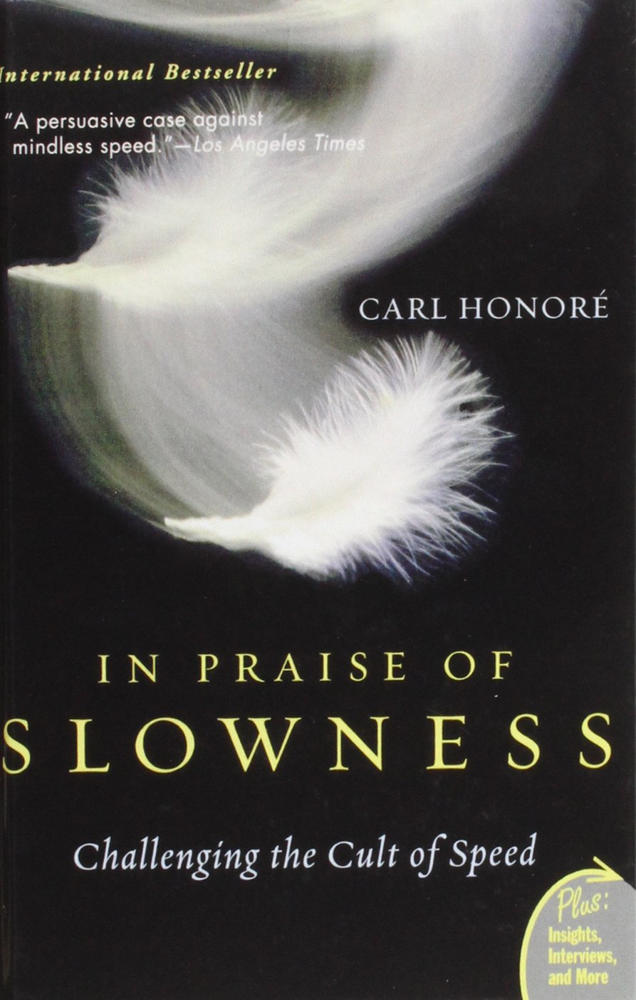 International Bestseller
"A persuasive case against
mindless speed."—Los Angeles Times
CARL HONORÉ
IN PRAISE OF
SLOWNESS
Challenging the Cult of Speed
Plus:
Insights,
Interviews,
and More